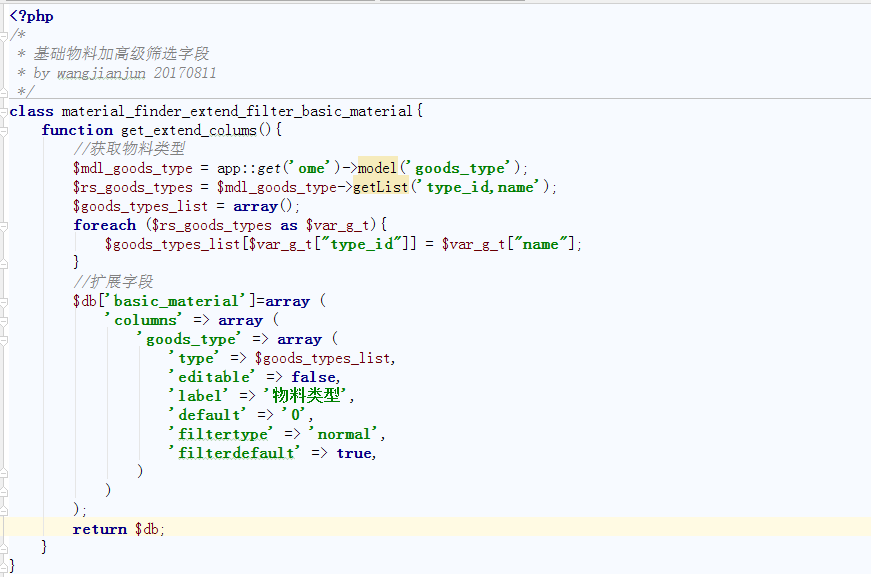 <?php
/*
 * 基础物料加高级筛选字段
 * by wangjianjun 20170811
 */
class material_finder_extend_filter_basic_material{
    function get_extend_colums(){
        //获取物料类型
        $mdl_goods_type = app::get('ome')->model('goods_type');
        $rs_goods_types = $mdl_goods_type->getList('type_id,name');
        $goods_types_list = array();
        foreach ($rs_goods_types as $var_g_t){
            $goods_types_list[$var_g_t["type_id"]] = $var_g_t["name"];
        }
        //扩展字段
        $db['basic_material']=array (
            'columns' => array (
                'goods_type' => array (
                    'type' => $goods_types_list,
                    'editable' => false,
                    'label' => '物料类型',
                    'default' => '0',
                    'filtertype' => 'normal',
                    'filterdefault' => true,
                )
            )
        );
        return $db;
    }
}